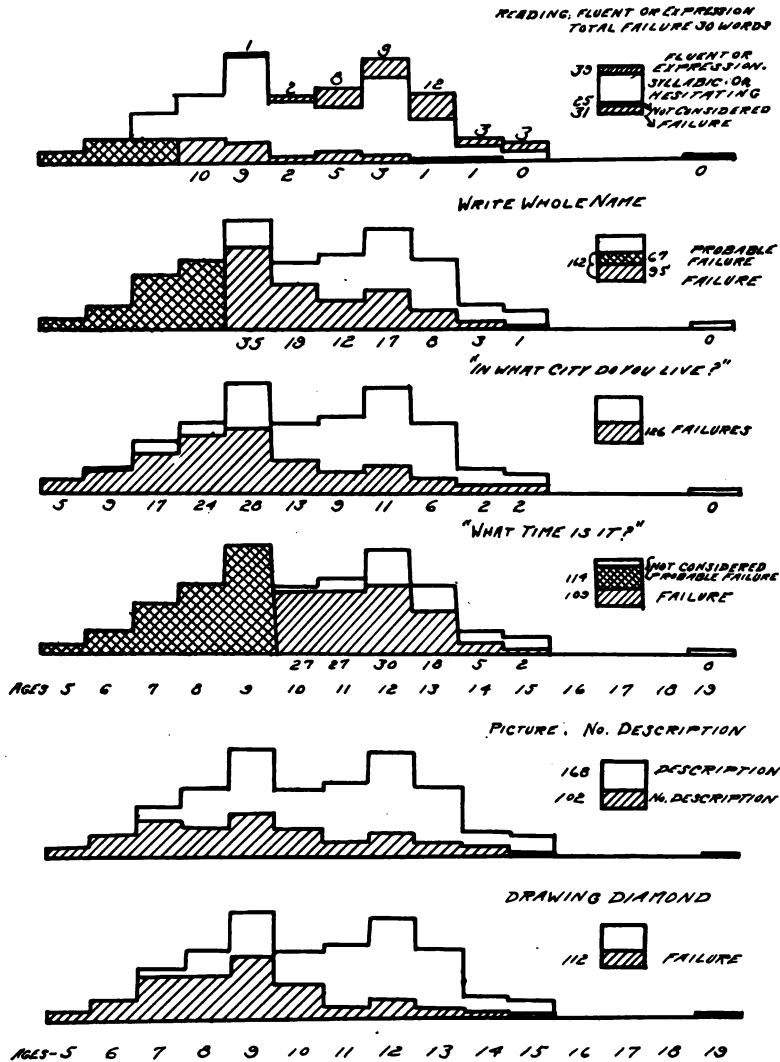 READING, FLUENT OR EXPRESSION
TOTAL FAILURE 30 WORDS
1
2
8
9
12
3
3
39 FLUENT OR EXPRESSION.
SYLLABIC OR HESITATING
25
31 NOT CONSIDERED
FAILURE
10 9 2 5 3 1 1 0 0
WRITE WHOLE NAME
162 67 PROBABLE FAILURE
95 FAILURE
35 19 12 17 8 3 1 0
"IN WHAT CITY DO YOU LIVE?"
126 FAILURES
5 9 17 24 28 13 9 11 6 2 2 0
"WHAT TIME IS IT?"
NOT CONSIDERED
114 PROBABLE FAILURE
109 FAILURE
27 27 30 18 5 2 0
AGES 5 6 7 8 9 10 11 12 13 14 15 16 17 18 19
PICTURE. NO. DESCRIPTION
168 DESCRIPTION
102 NO. DESCRIPTION
DRAWING DIAMOND
112 FAILURE
AGES-5 6 7 8 9 10 11 12 13 14 15 16 17 18 19